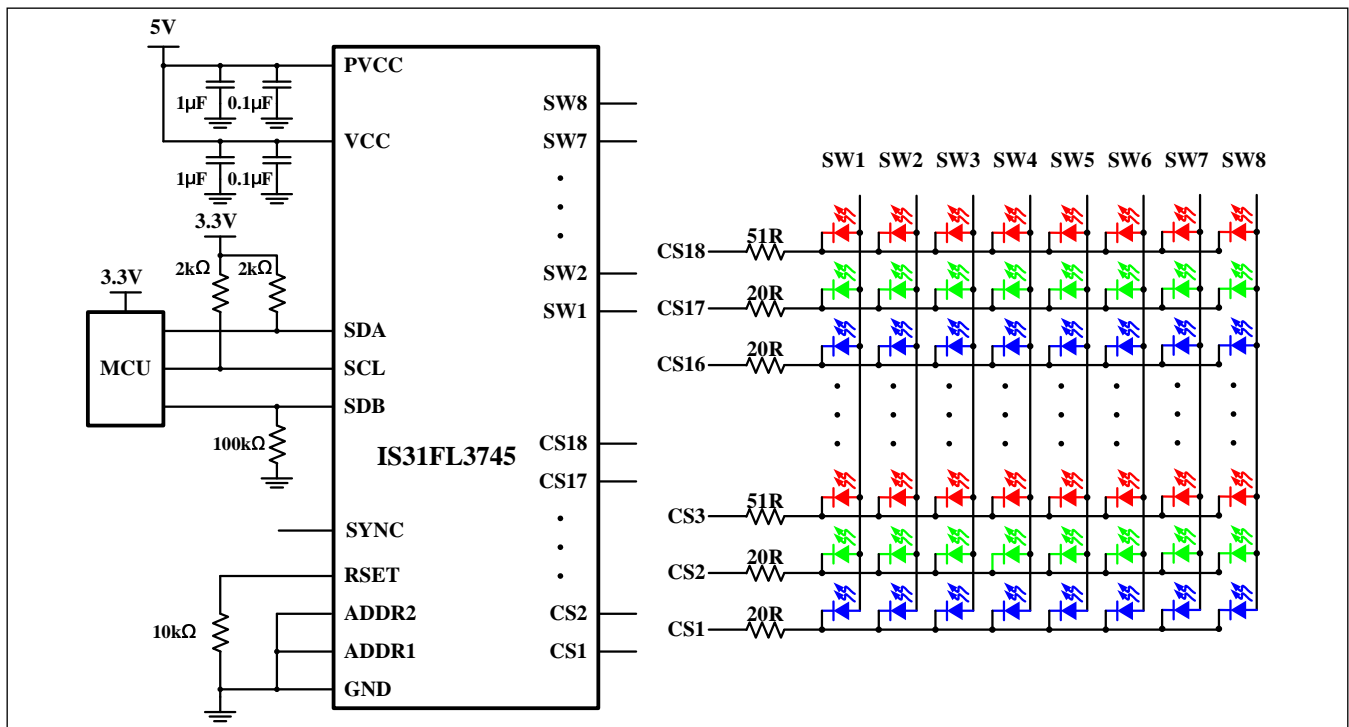 5V
PVCC
1μF 0.1μF
SW8
VCC
SW7
1μF 0.1μF
SW1 SW2 SW3 SW4 SW5 SW6 SW7 SW8
3.3V
CS18 51R
2kΩ 2kΩ
SW2
3.3V
CS17 20R
SW1
SDA
CS16 20R
MCU
SCL
SDB
100kΩ
CS18
IS31FL3745
CS17
CS3 51R
SYNC
CS2 20R
RSET
ADDR2
CS2
10kΩ
CS1 20R
ADDR1
CS1
GND